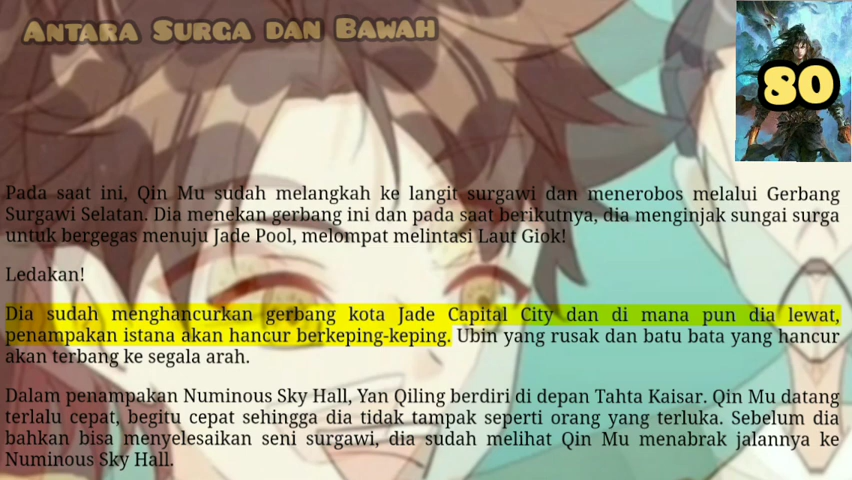 Antara Surga dan Bawah
80
Pada saat ini, Qin Mu sudah melangkah ke langit surgawi dan menerobos melalui Gerbang
Surgawi Selatan. Dia menekan gerbang ini dan pada saat berikutnya, dia menginjak sungai surga
untuk bergegas menuju Jade Pool, melompat melintasi Laut Giok!
Ledakan!
Dia sudah menghancurkan gerbang kota Jade Capital City dan di mana pun dia lewat,
penampakan istana akan hancur berkeping-keping. Ubin yang rusak dan batu bata yang hancur
akan terbang ke segala arah.
Dalam penampakan Numinous Sky Hall, Yan Qiling berdiri di depan Tahta Kaisar. Qin Mu datang
terlalu cepat, begitu cepat sehingga dia tidak tampak seperti orang yang terluka. Sebelum dia
bahkan bisa menyelesaikan seni surgawi, dia sudah melihat Qin Mu menabrak jalannya ke
Numinous Sky Hall.